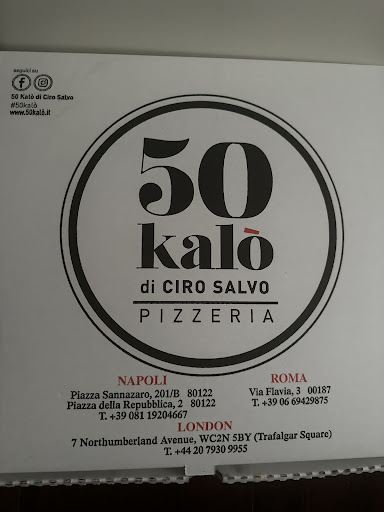 seguici su
50 Kalò di Ciro Salvo
#50kalò
www.50kalò.it
50
kalò
di CIRO SALVO
PIZZERIA
NAPOLI
Piazza Sannazaro, 201/B 80122
Piazza della Repubblica, 2 80122
T. +39 081 19204667
ROMA
Via Flavia, 3 00187
T. +39 06 69429875
LONDON
7 Northumberland Avenue, WC2N 5BY (Trafalgar Square)
T. +44 20 7930 9955